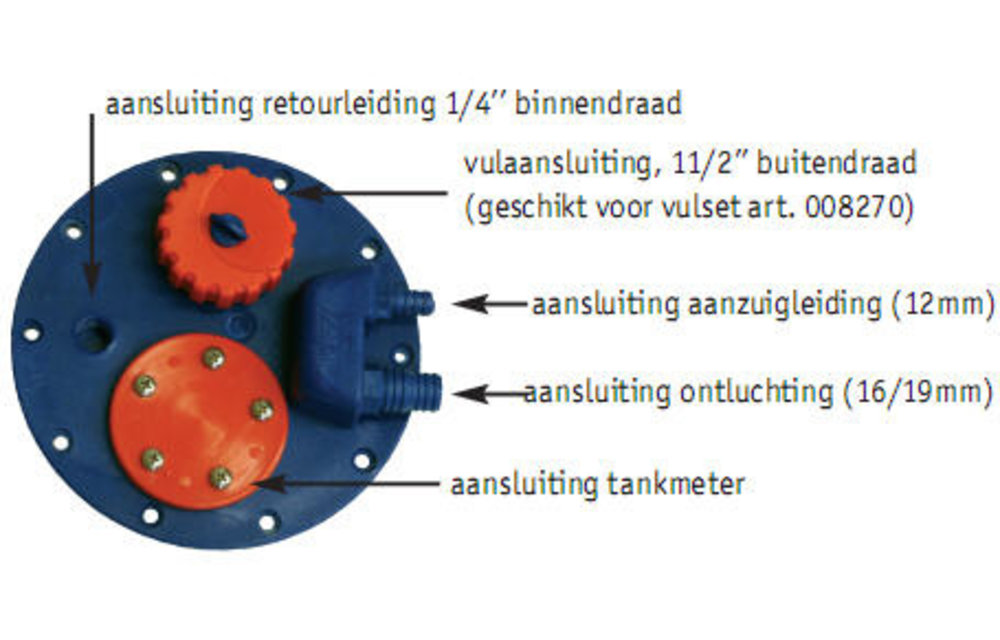 aansluiting retourleiding 1/4″ binnendraad
vulaansluiting, 11/2″ buitendraad
(geschikt voor vulset art. 008270)
aansluiting aanzuigleiding (12mm)
aansluiting ontluchting (16/19mm)
aansluiting tankmeter